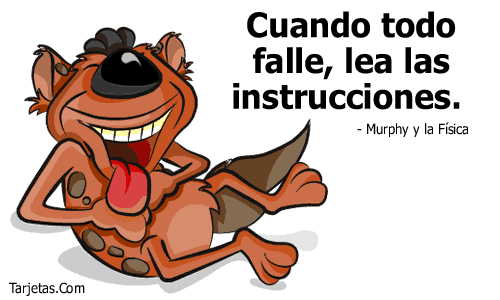 Cuando todo
falle, lea las
instrucciones.
- Murphy y la Física
Tarjetas.Com